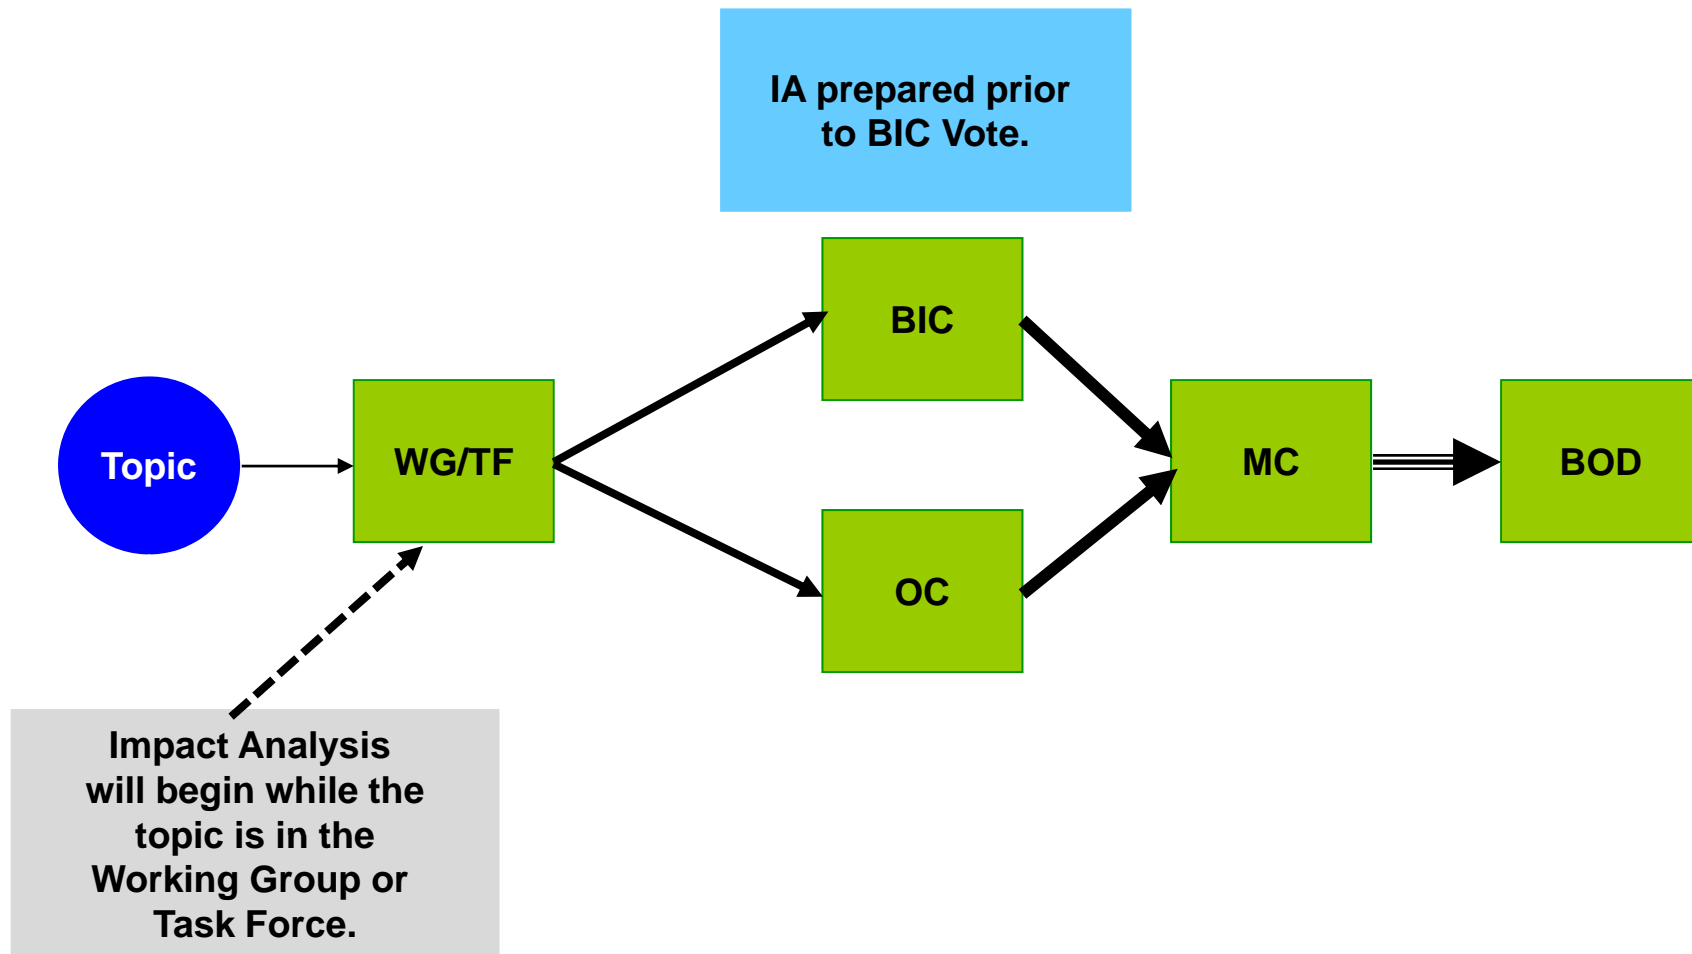 IA prepared prior
to BIC Vote.
BIC
Topic
WG/TF
MC
BOD
OC
Impact Analysis
will begin while the
topic is in the
Working Group or
Task Force.